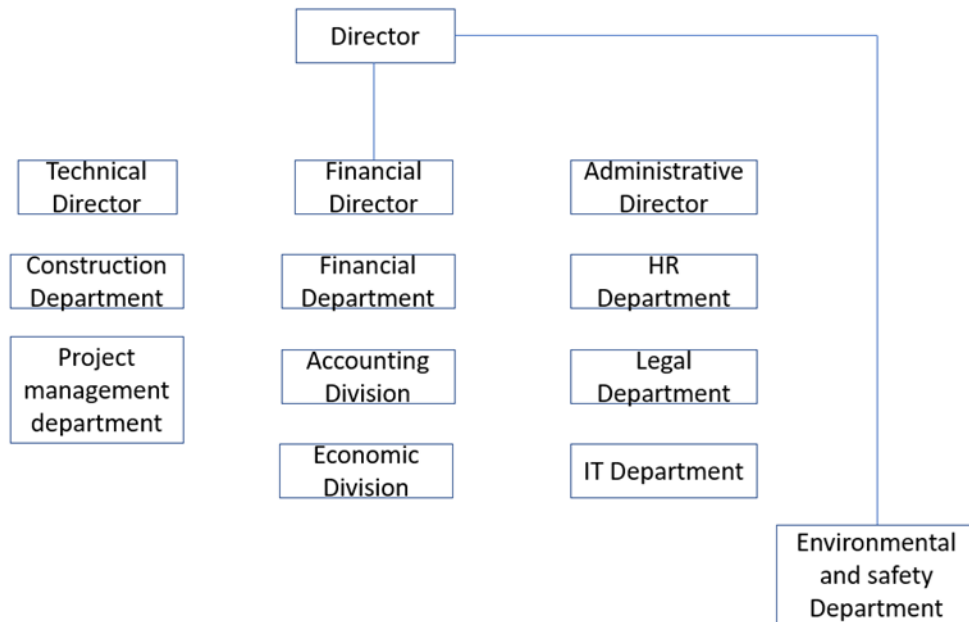 Director
Technical
Director
Financial
Director
Administrative
Director
Construction
Department
Financial
Department
HR
Department
Project
management
department
Accounting
Division
Legal
Department
Economic
Division
IT Department
Environmental
and safety
Department